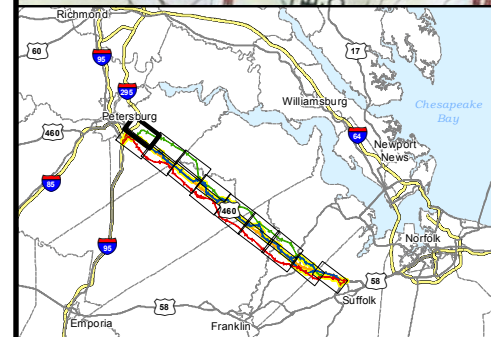 Richmond
60
95
17
295
Williamsburg
Chesapeake
Bay
Petersburg
460
64
Newport
News
85
460
95
Norfolk
58
Suffolk
58
Emporia
Franklin